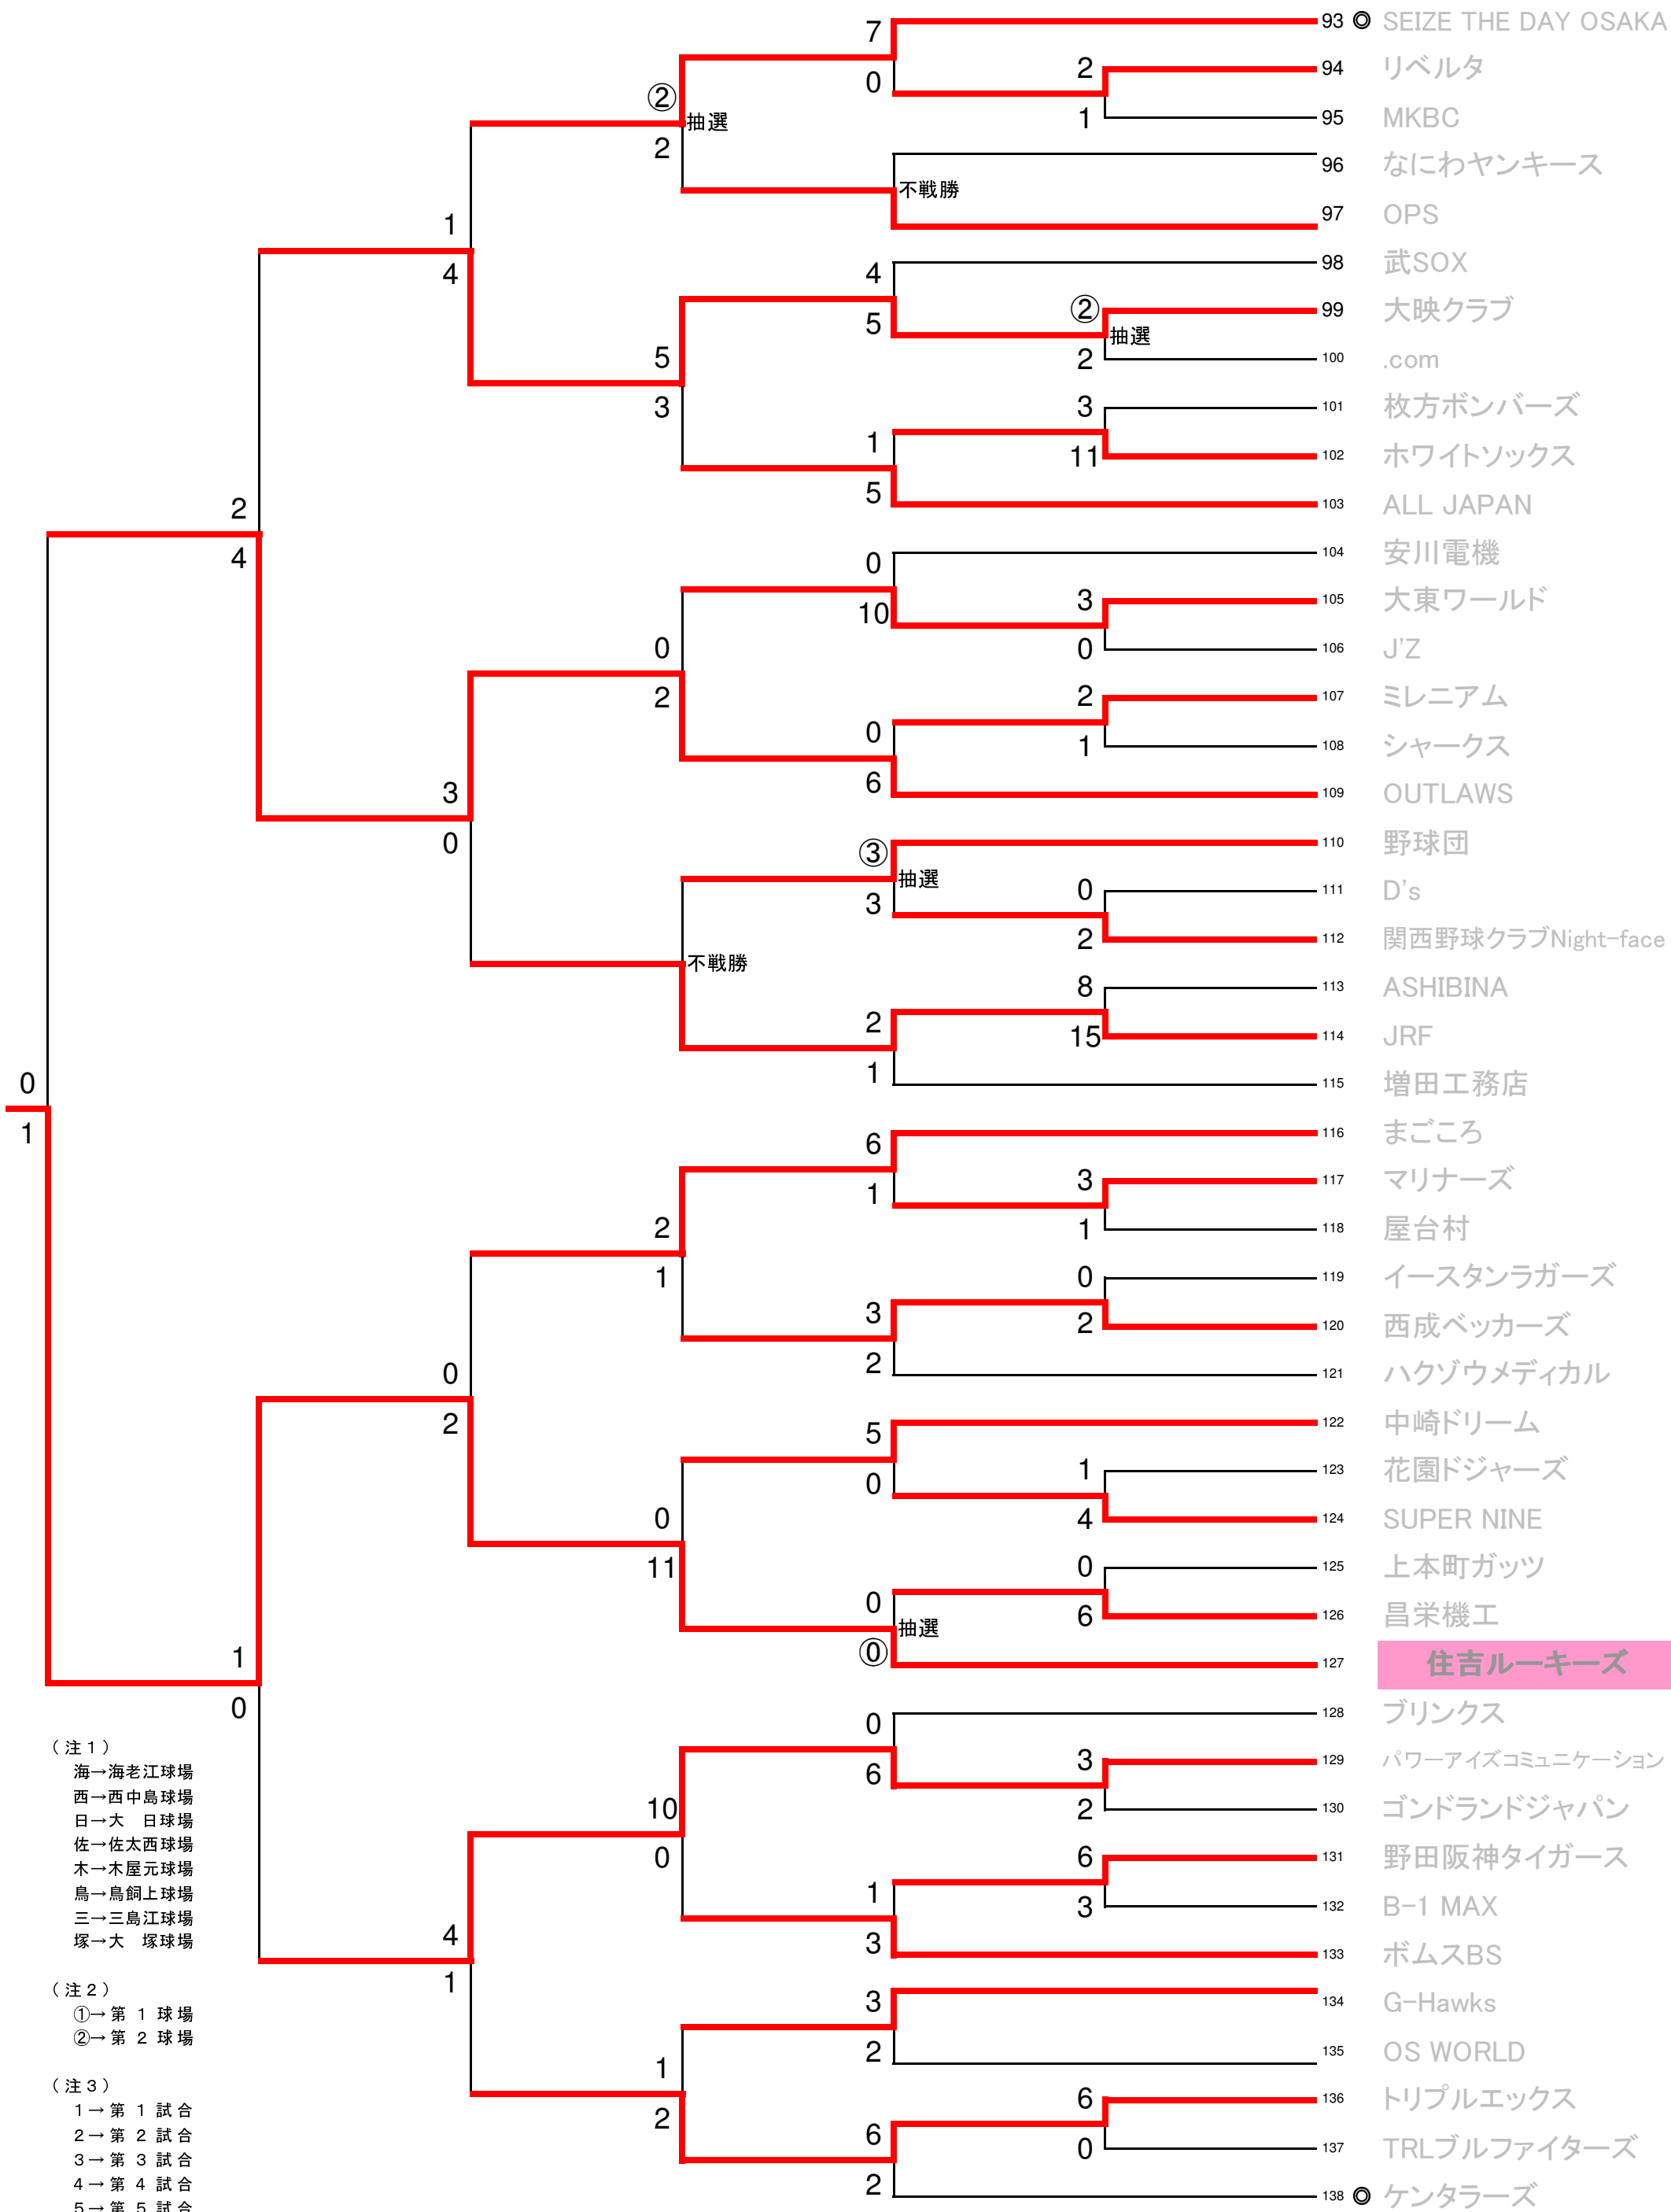 7
93 ◎ SEIZE THE DAY OSAKA
0
2
94 リベルタ
②
抽選
1
95 MKBC
2
96 なにわヤンキース
不戦勝
97 OPS
1
4
4
98 武SOX
5
②
99 大映クラブ
抽選
2
100 .com
5
3
3
101 枚方ボンバーズ
1
11
102 ホワイトソックス
5
103 ALL JAPAN
2
4
0
104 安川電機
10
3
105 大東ワールド
0
0
106 J'Z
2
2
107 ミレニアム
0
1
108 シャークス
6
109 OUTLAWS
3
0
③
110 野球団
抽選
3
0
111 D's
2
112 関西野球クラブNight-face
不戦勝
8
113 ASHIBINA
2
15
114 JRF
1
115 増田工務店
0
1
6
116 まごころ
1
3
117 マリナーズ
2
1
118 屋台村
1
0
119 イースタンラガーズ
3
2
120 西成ベッカーズ
2
121 ハクゾウメディカル
0
2
5
122 中崎ドリーム
0
1
123 花園ドジャーズ
0
4
124 SUPER NINE
11
0
125 上本町ガッツ
0
6
126 昌栄機工
抽選
⓪
127 住吉ルーキーズ
1
0
0
128 ブリンクス
6
3
129 パワーアイズコミュニケーション
10
2
130 ゴンドランドジャパン
0
6
131 野田阪神タイガース
1
3
132 B-1 MAX
3
133 ボムスBS
4
1
3
134 G-Hawks
2
135 OS WORLD
1
6
136 トリプルエックス
2
6
0
137 TRLブルファイターズ
2
138 ◎ ケンタラーズ
（注１）
海→海老江球場
西→西中島球場
日→大　日球場
佐→佐太西球場
木→木屋元球場
鳥→鳥飼上球場
三→三島江球場
塚→大　塚球場
（注２）
①→第 １ 球場
②→第 ２ 球場
（注３）
１→第 １ 試合
２→第 ２ 試合
３→第 ３ 試合
４→第 ４ 試合
５→第 ５ 試合